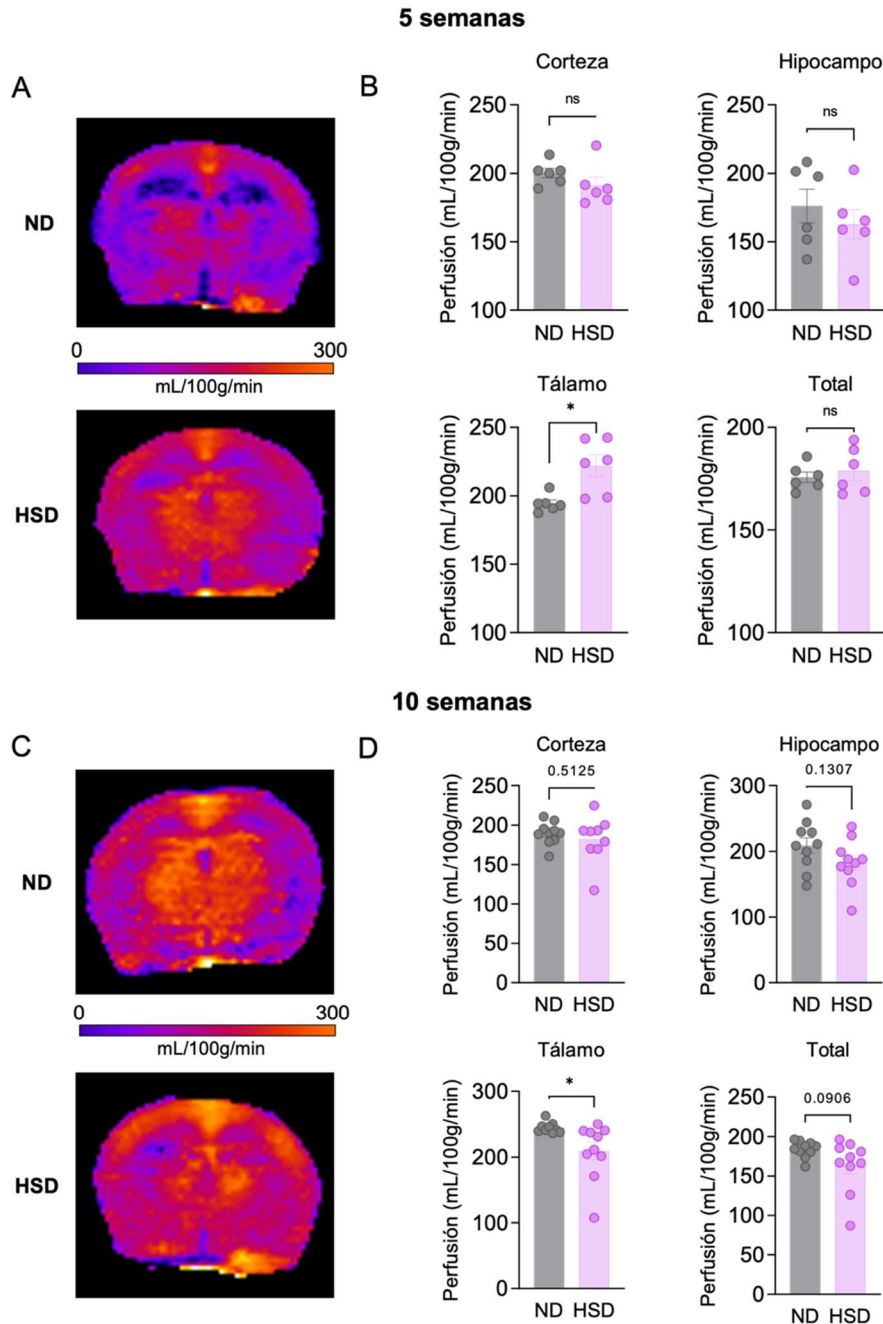 5 semanas
A
ND
0
300
mL/100g/min
HSD
B
Corteza
Perfusión (mL/100g/min)
250
200
150
100
ns
ND HSD
Hipocampo
Perfusión (mL/100g/min)
250
200
150
100
ns
ND HSD
Tálamo
Perfusión (mL/100g/min)
250
200
150
100
*
ND HSD
Total
Perfusión (mL/100g/min)
200
150
100
ns
ND HSD
10 semanas
C
ND
0
300
mL/100g/min
HSD
D
Corteza
0.5125
Perfusión (mL/100g/min)
250
200
150
100
50
0
ND HSD
Hipocampo
0.1307
Perfusión (mL/100g/min)
300
200
100
0
ND HSD
Tálamo
*
Perfusión (mL/100g/min)
300
200
100
0
ND HSD
Total
0.0906
Perfusión (mL/100g/min)
250
200
150
100
50
0
ND HSD